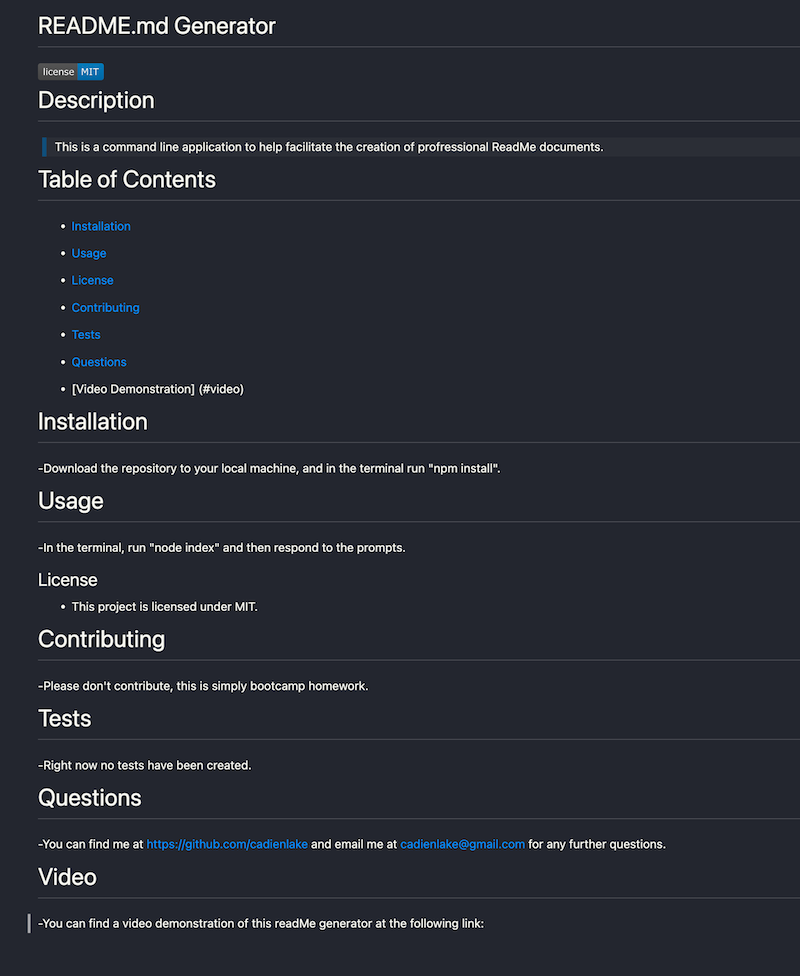 README.md Generator
license MIT
Description
This is a command line application to help facilitate the creation of profressional ReadMe documents.
Table of Contents
• Installation
• Usage
• License
• Contributing
• Tests
• Questions
• [Video Demonstration] (#video)
Installation
-Download the repository to your local machine, and in the terminal run "npm install".
Usage
-In the terminal, run "node index" and then respond to the prompts.
License
• This project is licensed under MIT.
Contributing
-Please don't contribute, this is simply bootcamp homework.
Tests
-Right now no tests have been created.
Questions
-You can find me at https://github.com/cadienlake and email me at cadienlake@gmail.com for any further questions.
Video
-You can find a video demonstration of this readMe generator at the following link: